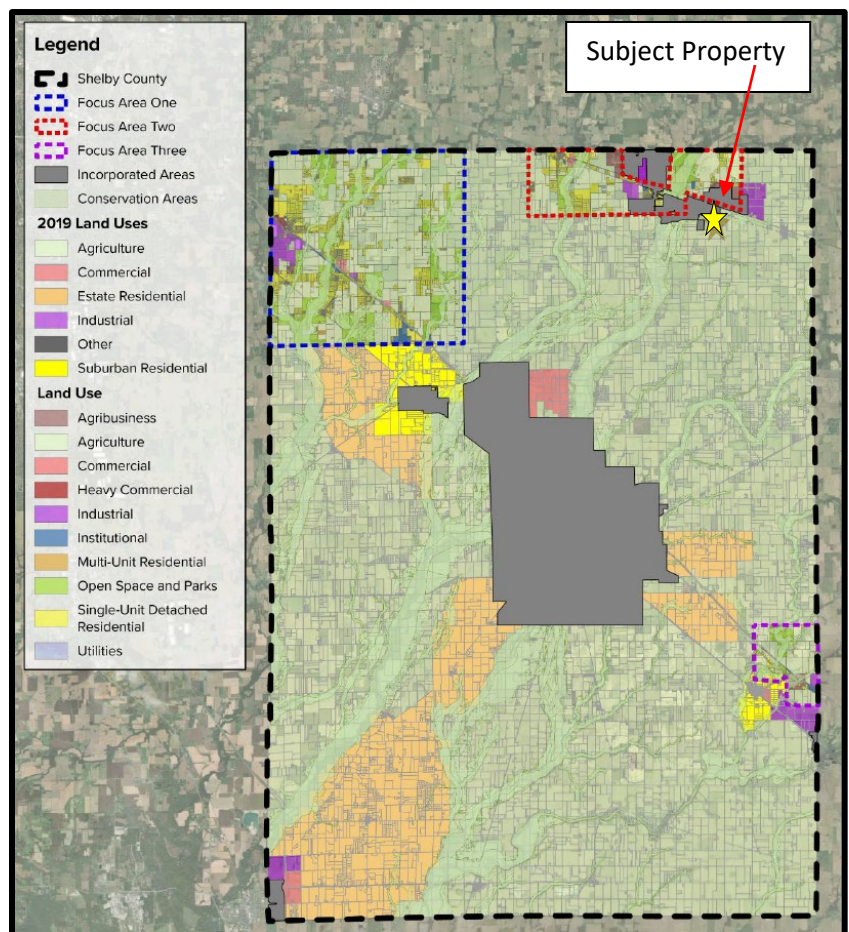 Subject Property
Legend
Shelby County
Focus Area One
Focus Area Two
Focus Area Three
Incorporated Areas
Conservation Areas
2019 Land Uses
Agriculture
Commercial
Estate Residential
Industrial
Other
Suburban Residential
Land Use
Agribusiness
Agriculture
Commercial
Heavy Commercial
Industrial
Institutional
Multi-Unit Residential
Open Space and Parks
Single-Unit Detached
Residential
Utilities